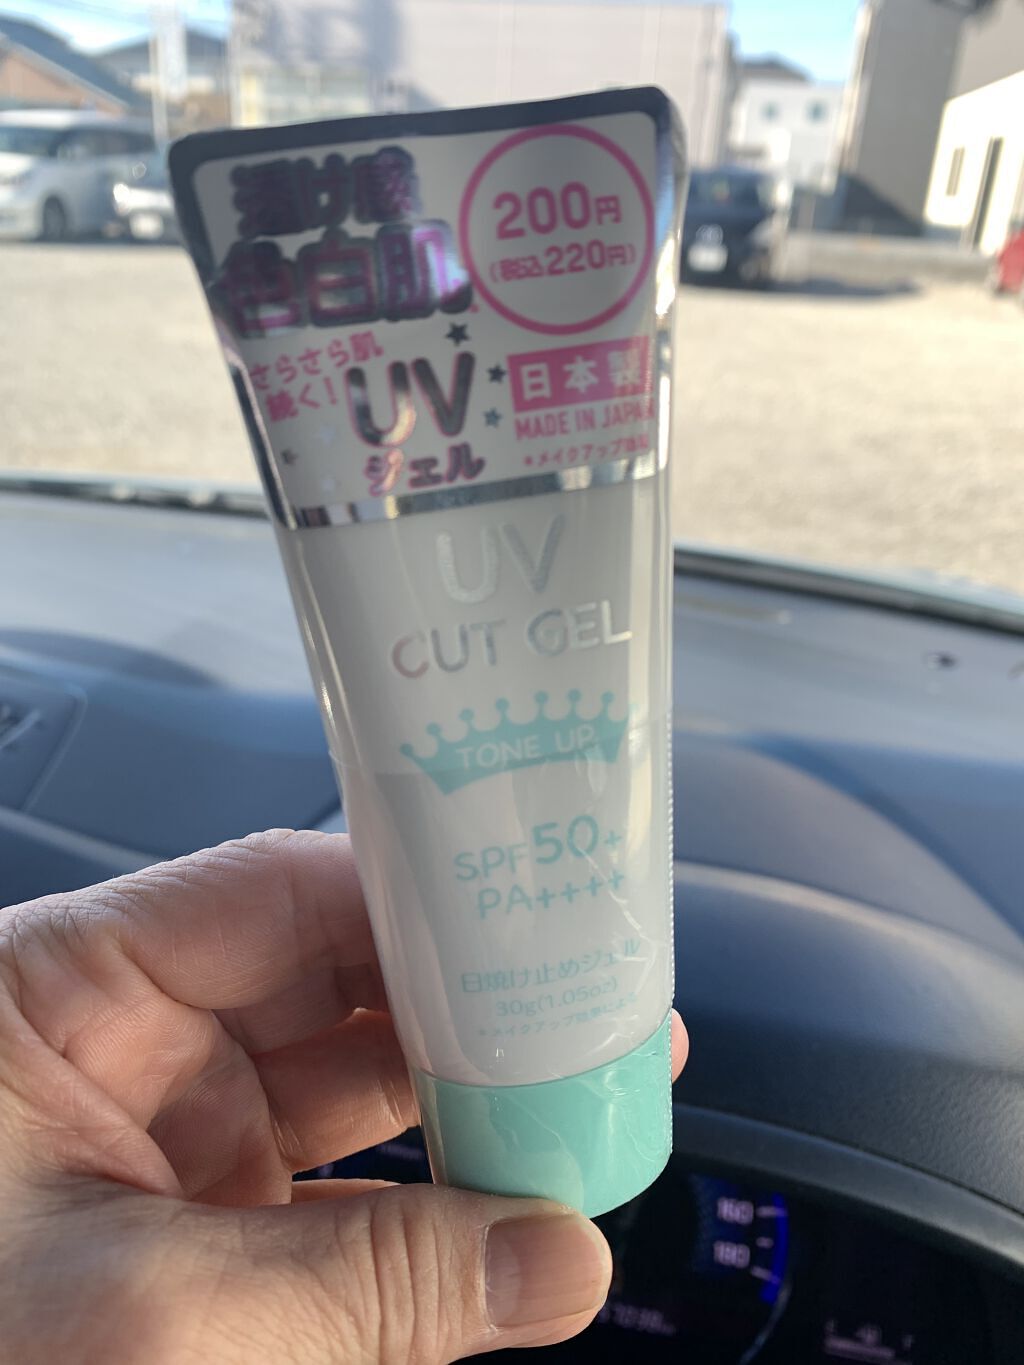 透け感
色白肌*
200円
(税込220円)
さらさら肌
続く!
UV
ジェル
日本製
MADE IN JAPAN
*メイクアップ効果
UV
CUT GEL
TONE UP
SPF50+
PA++++
日焼け止めジェル
30g(1.05oz)
*メイクアップ効果による
160
180